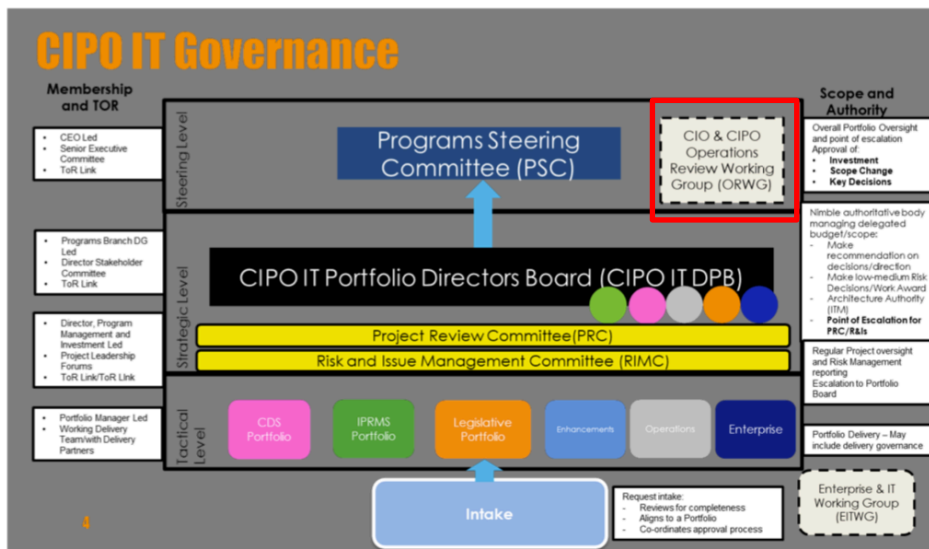 CIPO IT Governance
Membership
and TOR
CEO Led
Senior Executive
Committee
ToR Link
Programs Branch DG
Led
Director Stakeholder
Committee
ToR Link
Director, Program
Management and
Investment Led
Project Leadership
Forums
ToR Link/ToR LInk
Portfolio Manager Led
Working Delivery
Team/with Delivery
Partners
Steering Level
Programs Steering
Committee (PSC)
CIO & CIPO
Operations
Review Working
Group (ORWG)
Strategic Level
CIPO IT Portfolio Directors Board (CIPO IT DPB)
Project Review Committee(PRC)
Risk and Issue Management Committee (RIMC)
Tactical
Level
CDS
Portfolio
IPRMS
Portfolio
Legislative
Portfolio
Enhancements
Operations
Enterprise
Intake
Request intake:
- Reviews for completeness
- Aligns to a Portfolio
- Co-ordinates approval process
Scope and
Authority
Overall Portfolio Oversight
and point of escalation
Approval of:
Investment
Scope Change
Key Decisions
Nimble authoritative body
managing delegated
budget/scope:
- Make
recommendation on
decisions/direction
- Make low-medium Risk
Decisions/Work Award
- Architecture Authority
(ITM)
- Point of Escalation for
PRC/R&Is
Regular Project oversight
and Risk Management
reporting
Escalation to Portfolio
Board
Portfolio Delivery – May
include delivery governance
Enterprise & IT
Working Group
(EITWG)
4